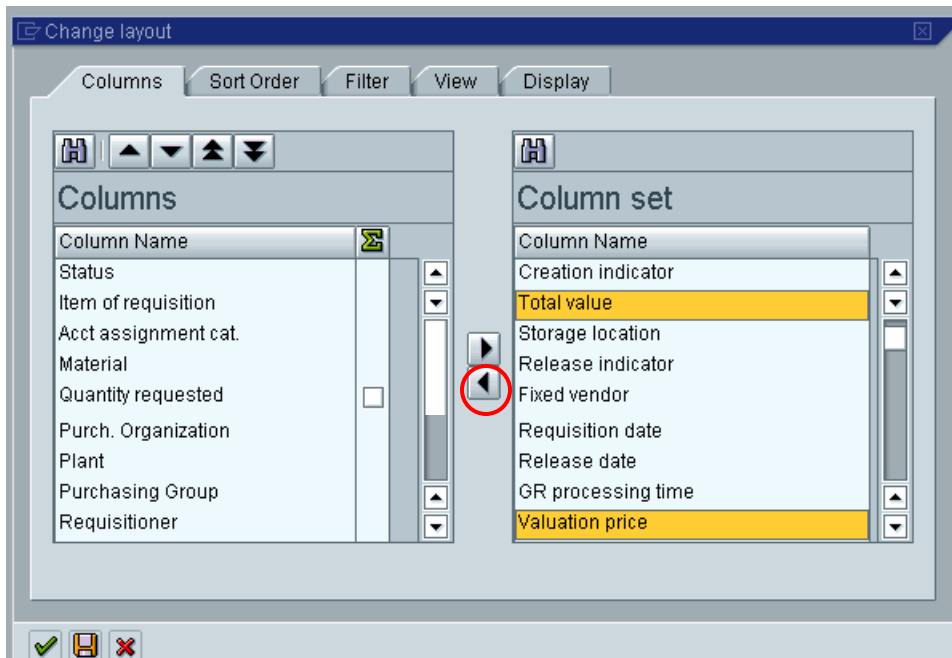 Change layout
Columns Sort Order Filter View Display
Columns
Column Name
Status
Item of requisition
Acct assignment cat.
Material
Quantity requested
Purch. Organization
Plant
Purchasing Group
Requisitioner
Column set
Column Name
Creation indicator
Total value
Storage location
Release indicator
Fixed vendor
Requisition date
Release date
GR processing time
Valuation price